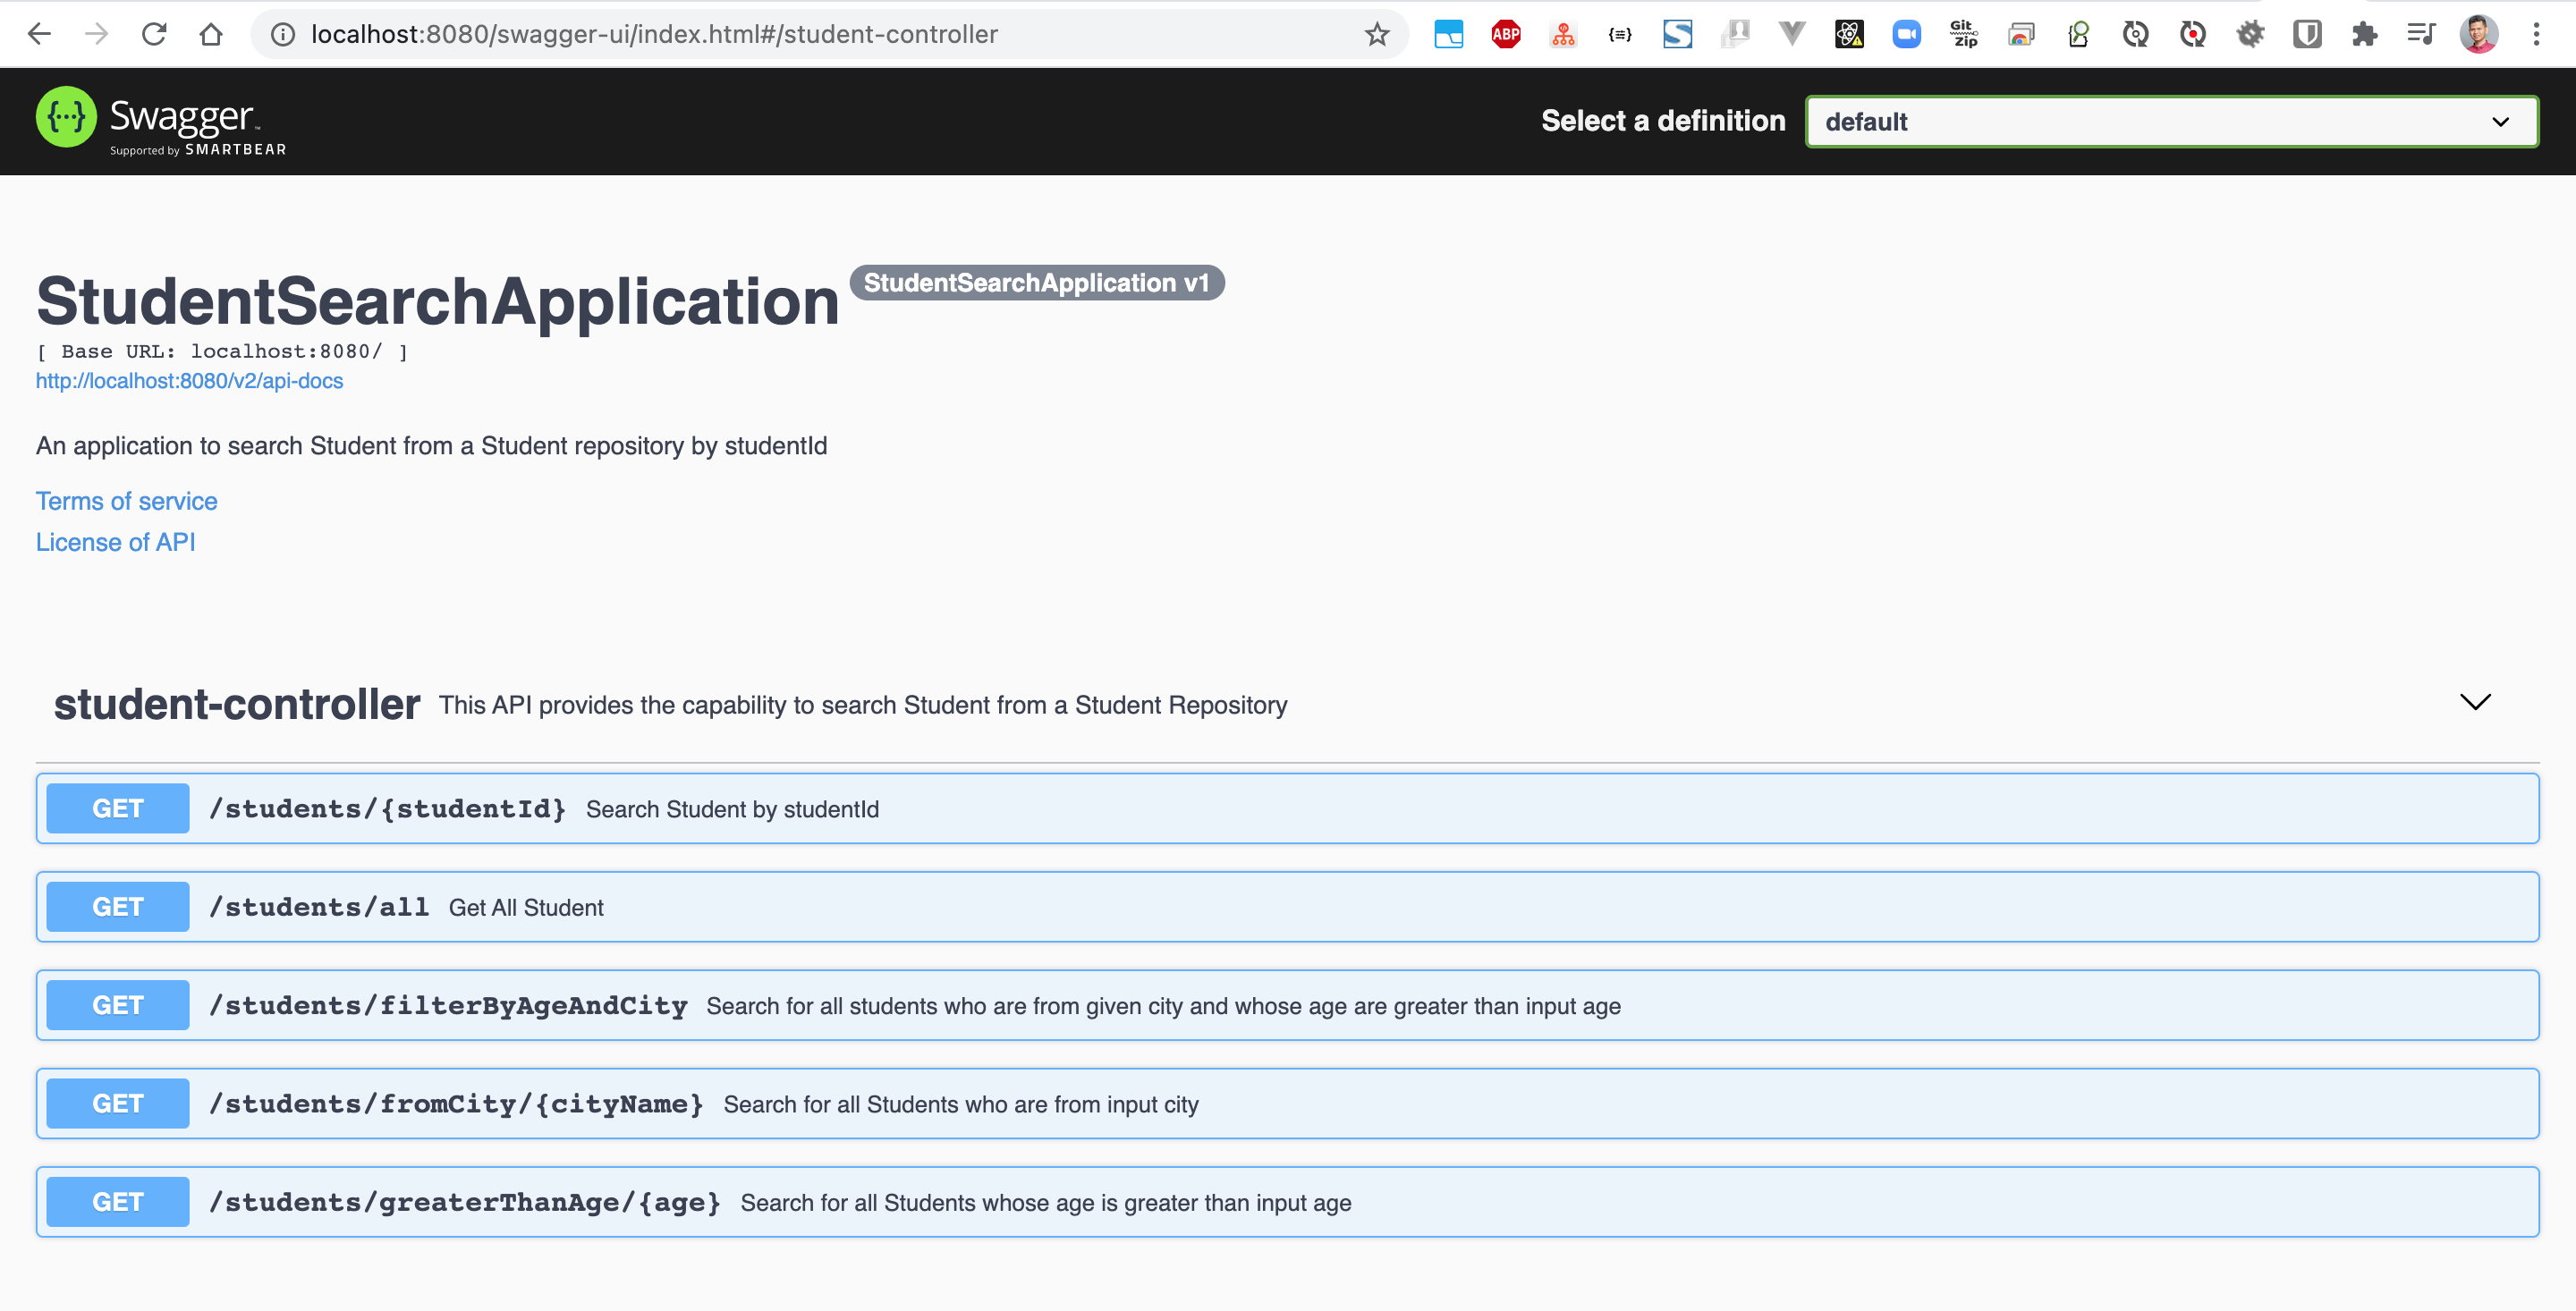 localhost:8080/swagger-ui/index.html#/student-controller
ABP
Git
Zip
{···} Swagger™
Supported by SMARTBEAR
Select a definition
default
StudentSearchApplication StudentSearchApplication v1
[ Base URL: localhost:8080/ ]
http://localhost:8080/v2/api-docs
An application to search Student from a Student repository by studentId
Terms of service
License of API
student-controller This API provides the capability to search Student from a Student Repository
GET /students/{studentId} Search Student by studentId
GET /students/all Get All Student
GET /students/filterByAgeAndCity Search for all students who are from given city and whose age are greater than input age
GET /students/fromCity/{cityName} Search for all Students who are from input city
GET /students/greaterThanAge/{age} Search for all Students whose age is greater than input age